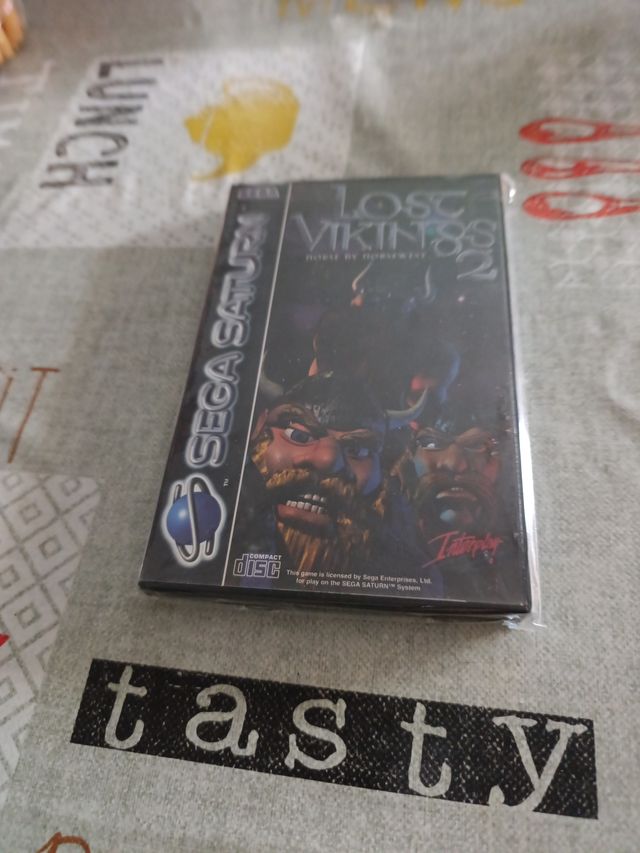 LUNCH
SEGA
SEGA SATURN™
LOST
VIKINGS
2
NORSE BY NORSEWEST
Interplay
COMPACT
disc
This game is licensed by Sega Enterprises, Ltd.
for play on the SEGA SATURN™ System
tasty